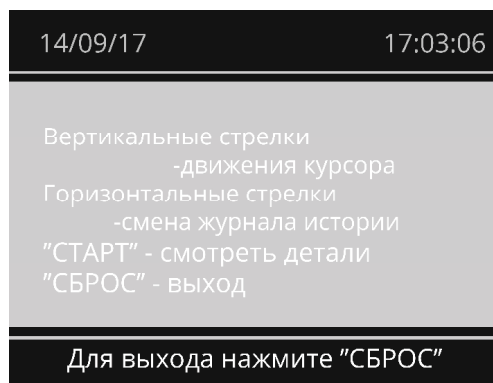 14/09/17 17:03:06
Вертикальные стрелки
-движения курсора
Горизонтальные стрелки
-смена журнала истории
"СТАРТ" - смотреть детали
"СБРОС" - выход
Для выхода нажмите "СБРОС"